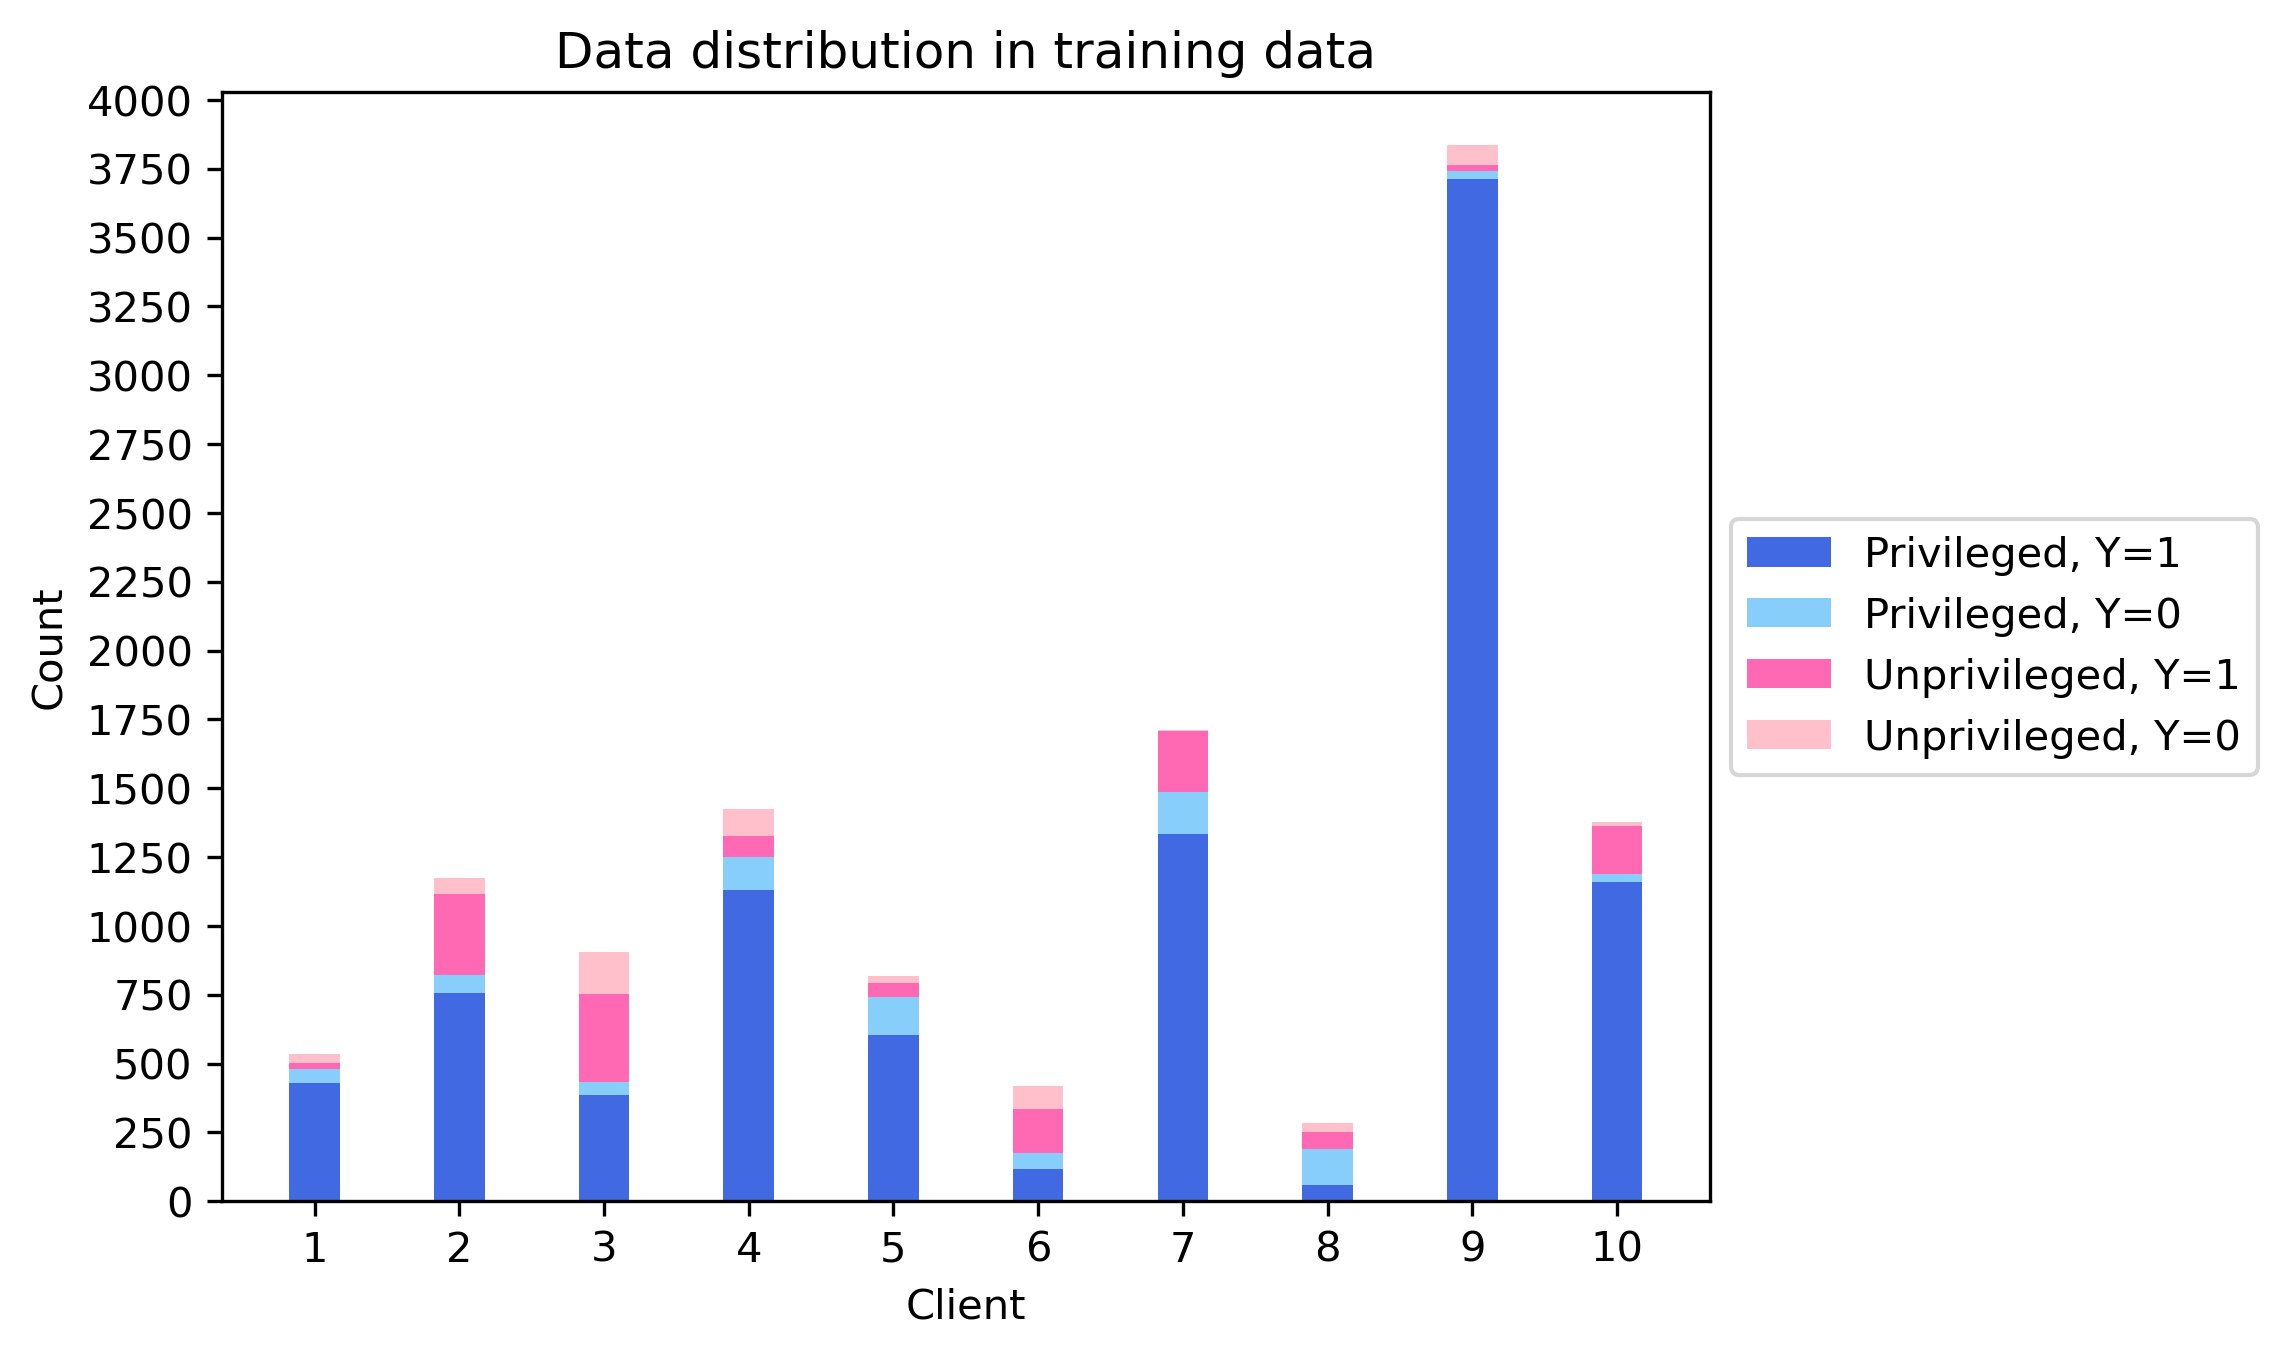 Data distribution in training data
4000
3750
3500
3250
3000
2750
2500
2250
2000
1750
1500
1250
1000
750
500
250
0
Count
1 2 3 4 5 6 7 8 9 10
Client
Privileged, Y=1
Privileged, Y=0
Unprivileged, Y=1
Unprivileged, Y=0